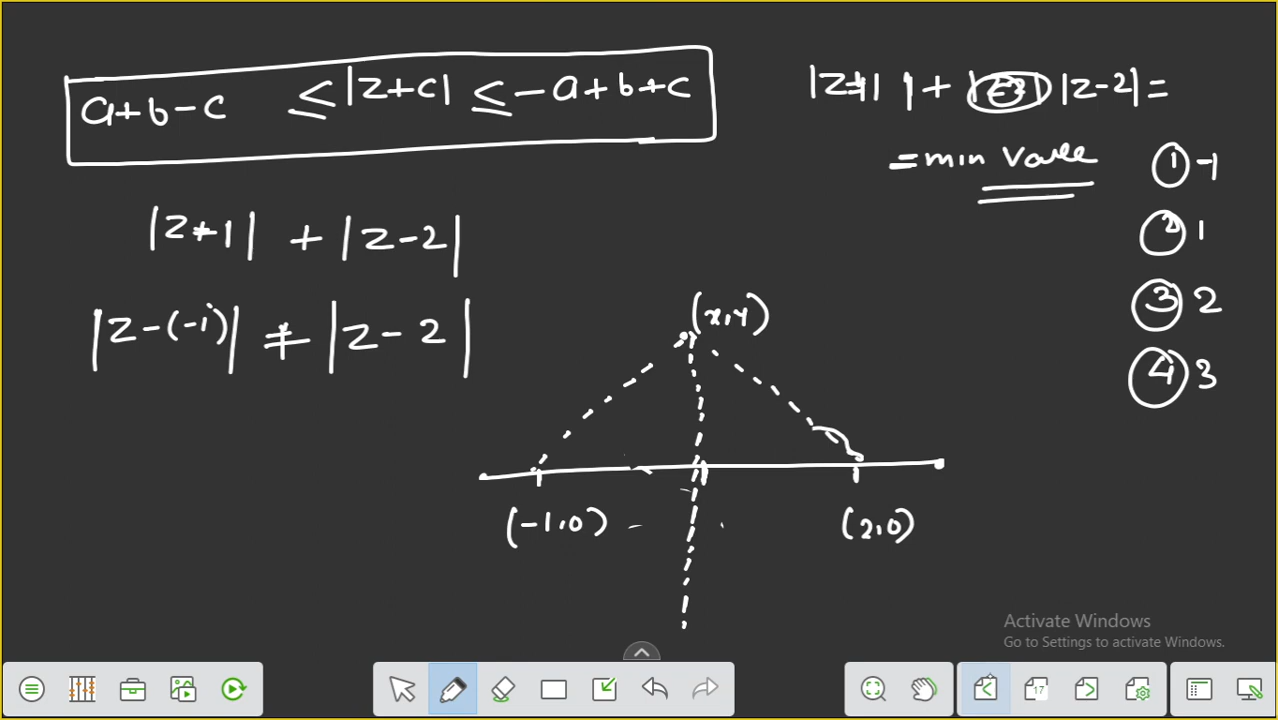 a+b-c ≤ |z+c| ≤ -a+b+c
|z+1| + |z-2| =
= min Value
① -1
② 1
③ 2
④ 3
|z+1| + |z-2|
|z-(-1)| + |z-2|
(x,y)
(-1,0)
(2,0)
Activate Windows
Go to Settings to activate Windows.
17